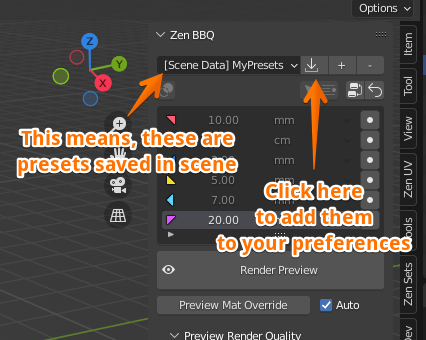 Options
Z
Y
X
Zen BBQ
[Scene Data] MyPresets
+
-
10.00 mm
cm
mm
5.00 mm
7.00 mm
20.00
This means, these are
presets saved in scene
Click here
to add them
to your preferences
Render Preview
Preview Mat Override
Auto
Preview Render Quality
Item
Tool
View
Zen UV
Zen Sets
Dev